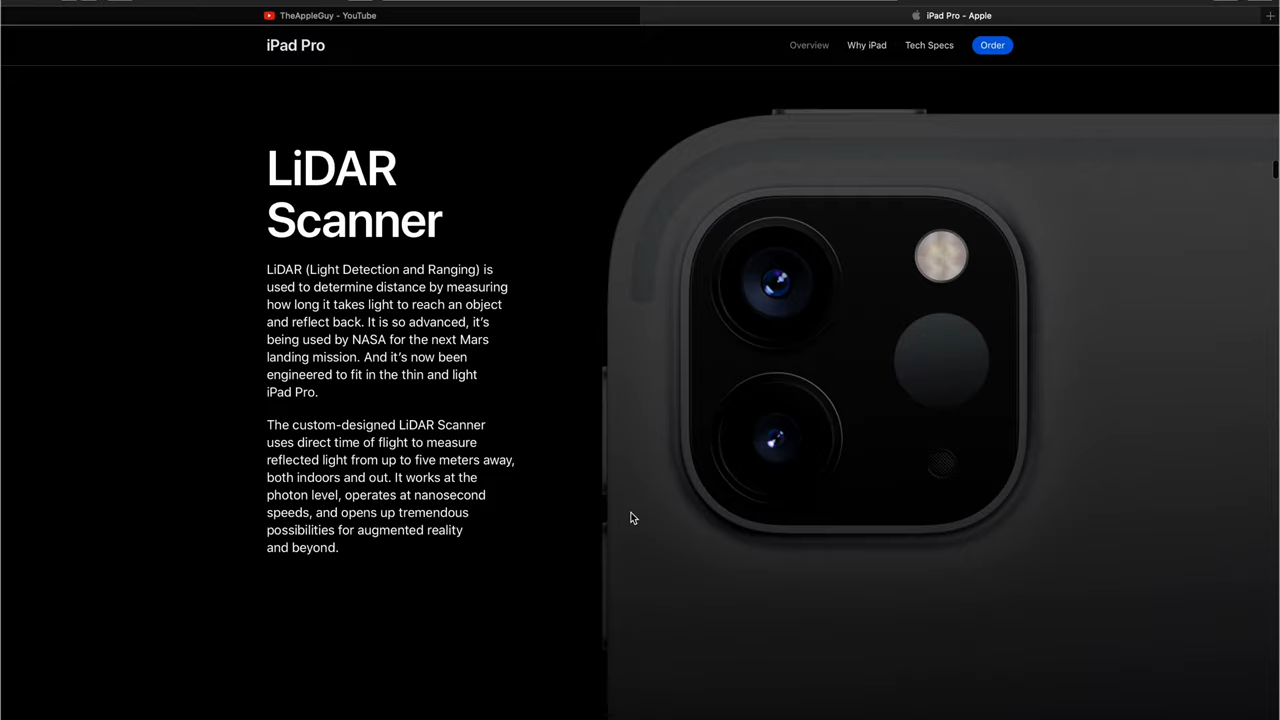 TheAppleGuy - YouTube
iPad Pro - Apple
iPad Pro
Overview
Why iPad
Tech Specs
Order
LiDAR
Scanner
LiDAR (Light Detection and Ranging) is
used to determine distance by measuring
how long it takes light to reach an object
and reflect back. It is so advanced, it’s
being used by NASA for the next Mars
landing mission. And it’s now been
engineered to fit in the thin and light
iPad Pro.
The custom-designed LiDAR Scanner
uses direct time of flight to measure
reflected light from up to five meters away,
both indoors and out. It works at the
photon level, operates at nanosecond
speeds, and opens up tremendous
possibilities for augmented reality
and beyond.